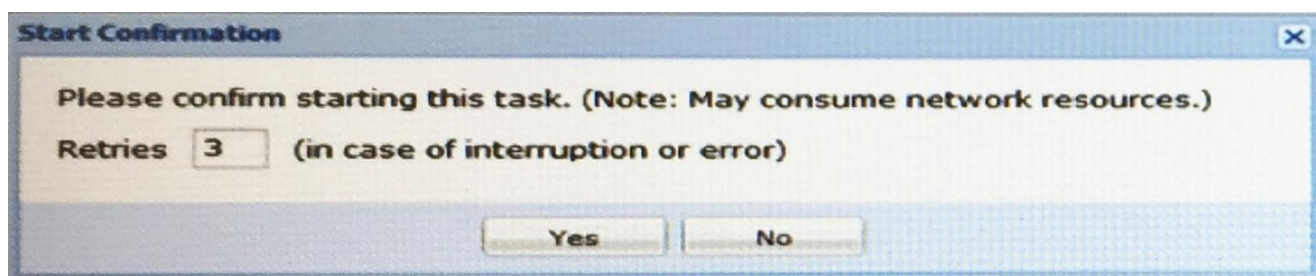 Start Confirmation
Please confirm starting this task. (Note: May consume network resources.)
Retries 3 (in case of interruption or error)
Yes No